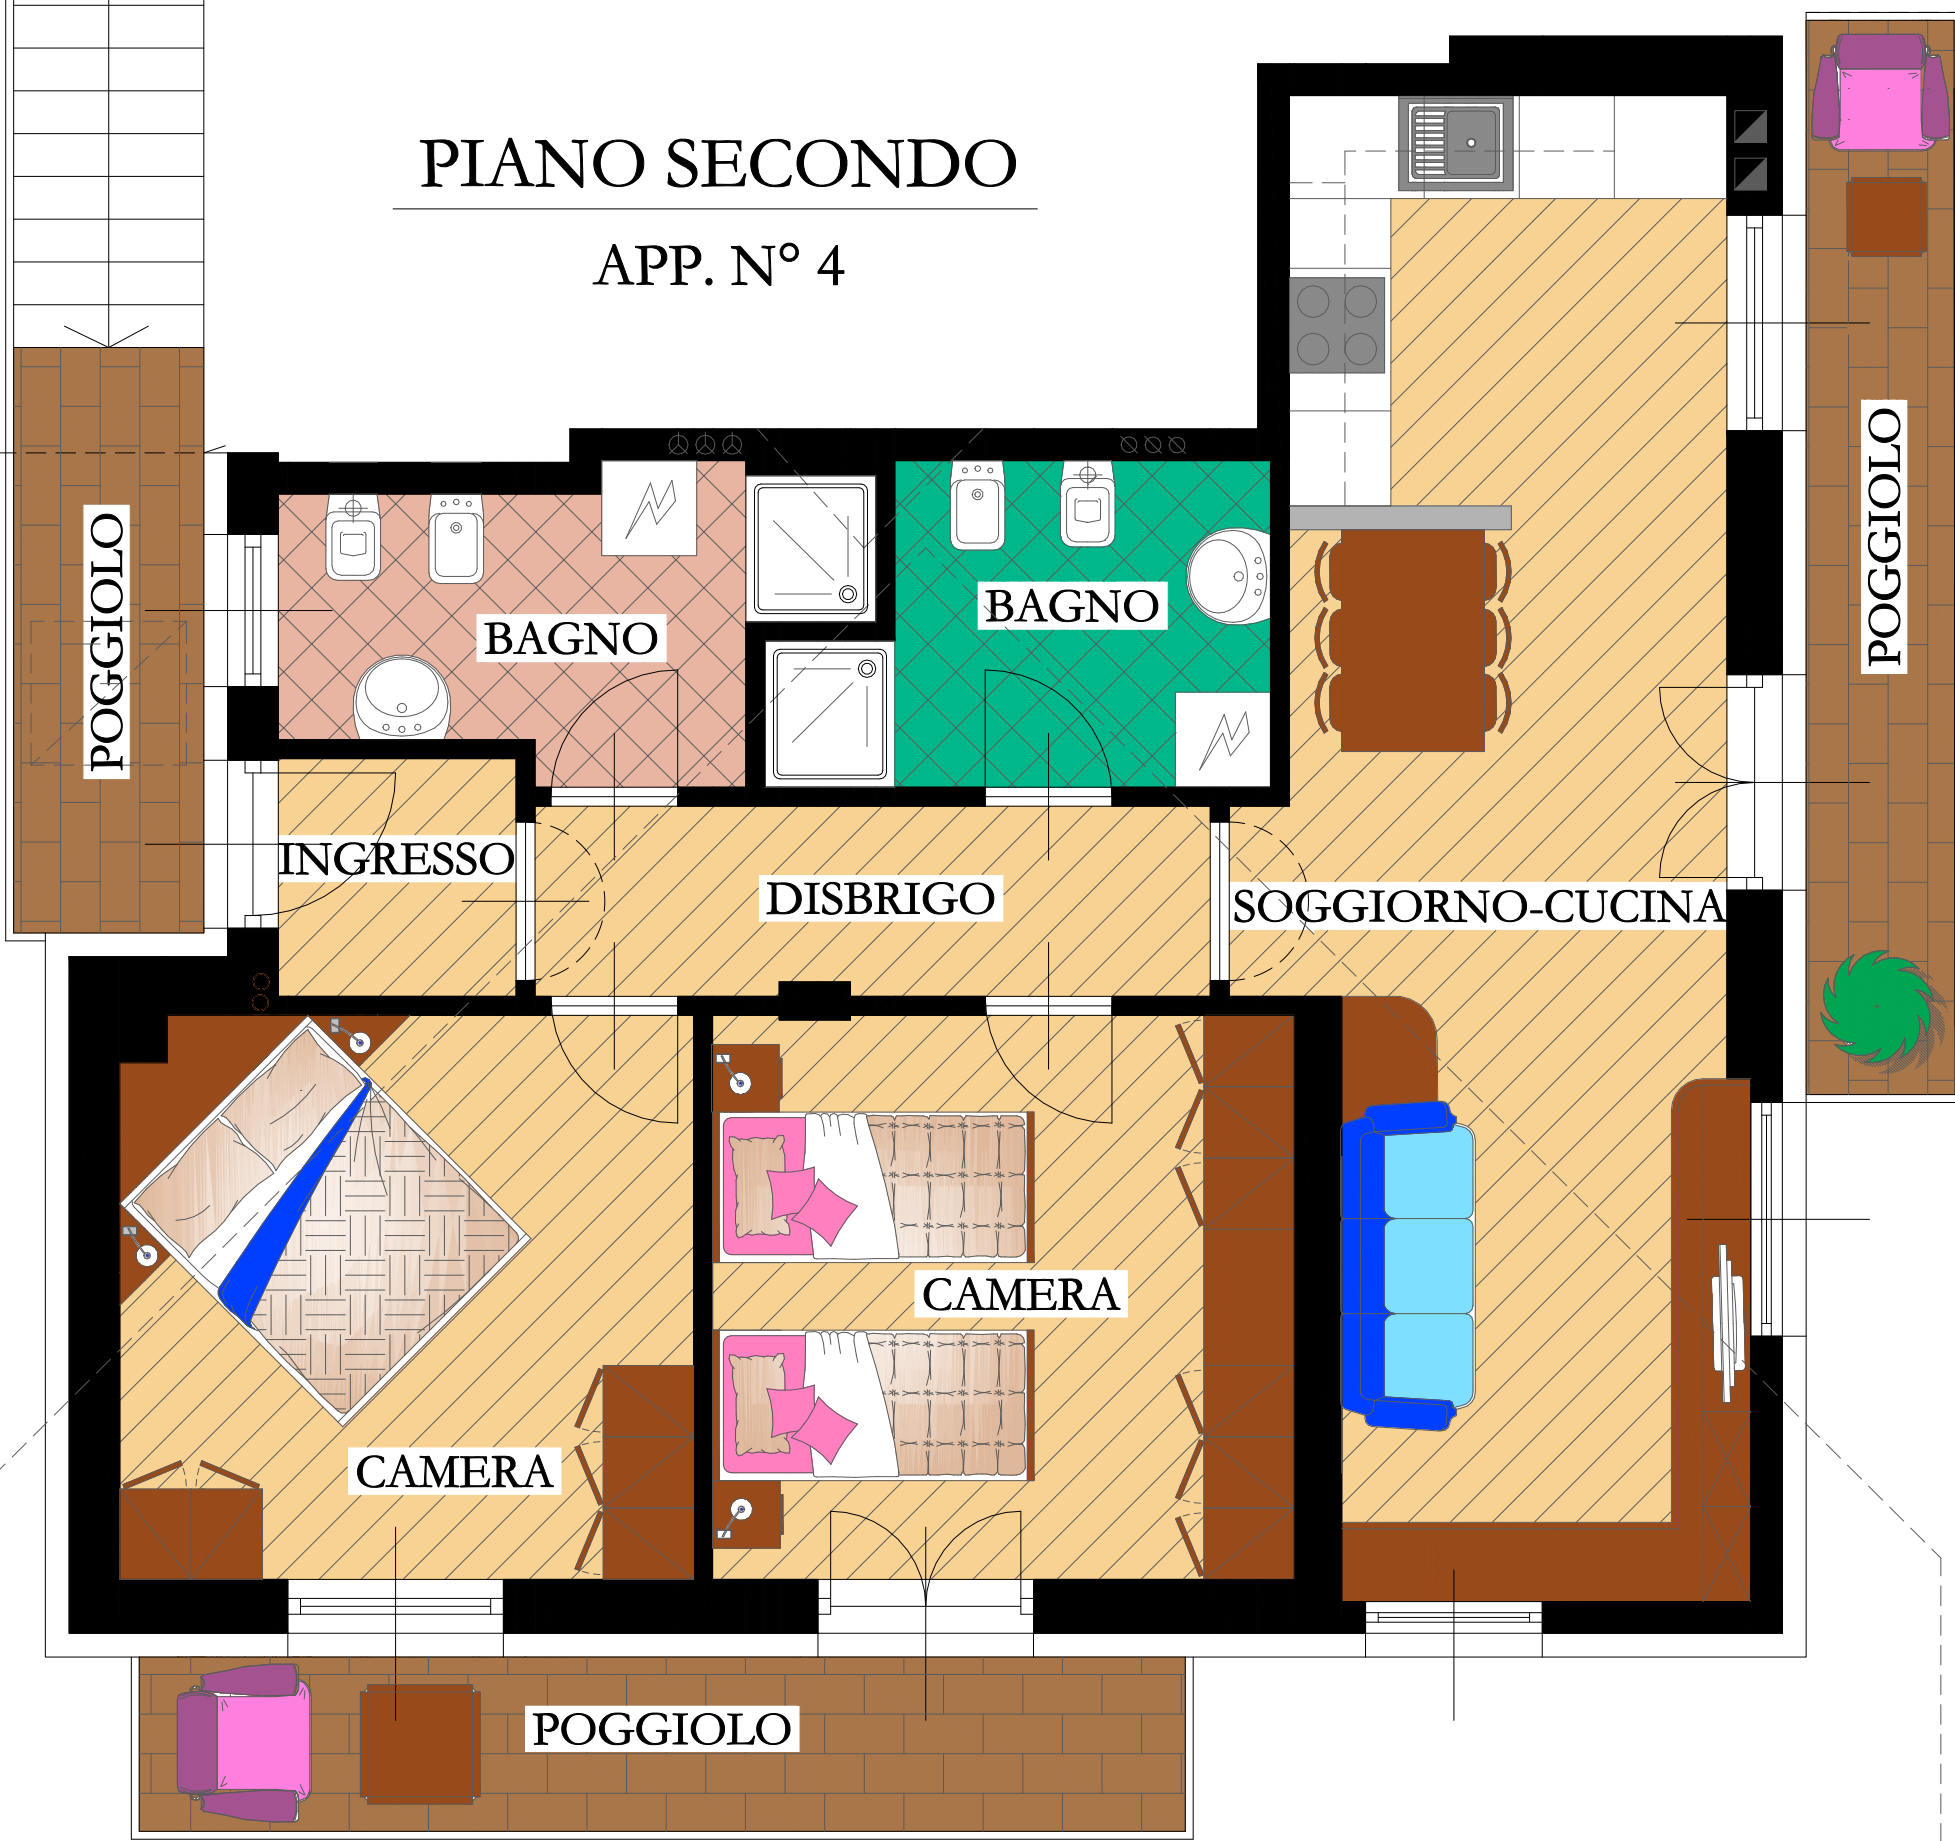 PIANO SECONDO
APP. N° 4
POGGIOLO
POGGIOLO
BAGNO
BAGNO
INGRESSO
DISBRIGO
SOGGIORNO-CUCINA
CAMERA
CAMERA
POGGIOLO